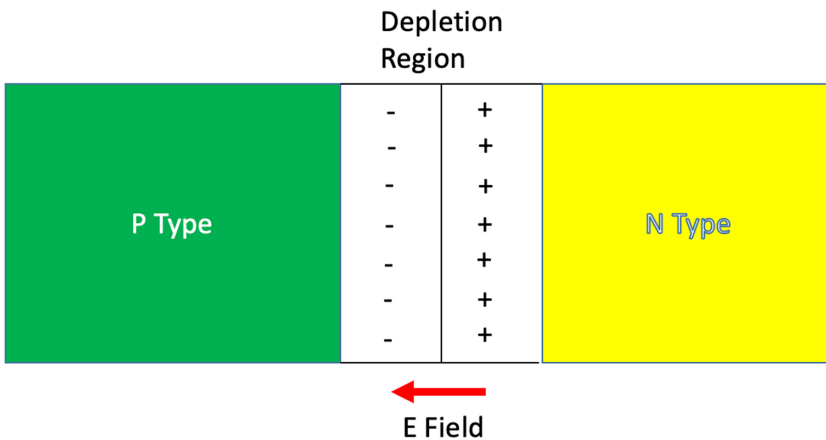 Depletion
Region
- +
- +
- +
P Type - + N Type
- +
- +
- +
E Field